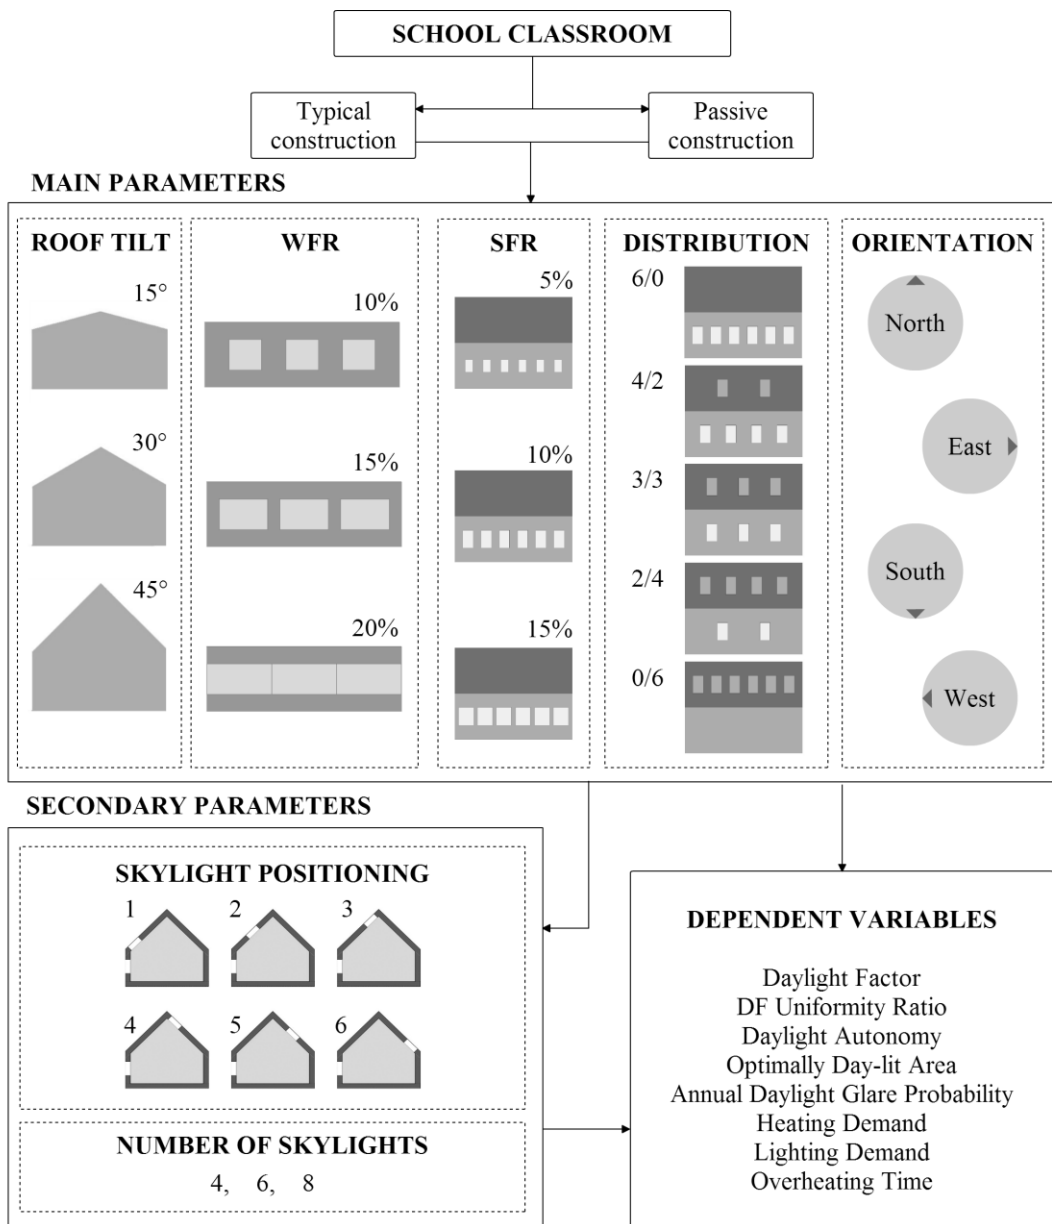 SCHOOL CLASSROOM
Typical
construction
Passive
construction
MAIN PARAMETERS
ROOF TILT
15°
30°
45°
WFR
10%
15%
20%
SFR
5%
10%
15%
DISTRIBUTION
6/0
4/2
3/3
2/4
0/6
ORIENTATION
North
East
South
West
SECONDARY PARAMETERS
SKYLIGHT POSITIONING
1 2 3
4 5 6
NUMBER OF SKYLIGHTS
4, 6, 8
DEPENDENT VARIABLES
Daylight Factor
DF Uniformity Ratio
Daylight Autonomy
Optimally Day-lit Area
Annual Daylight Glare Probability
Heating Demand
Lighting Demand
Overheating Time